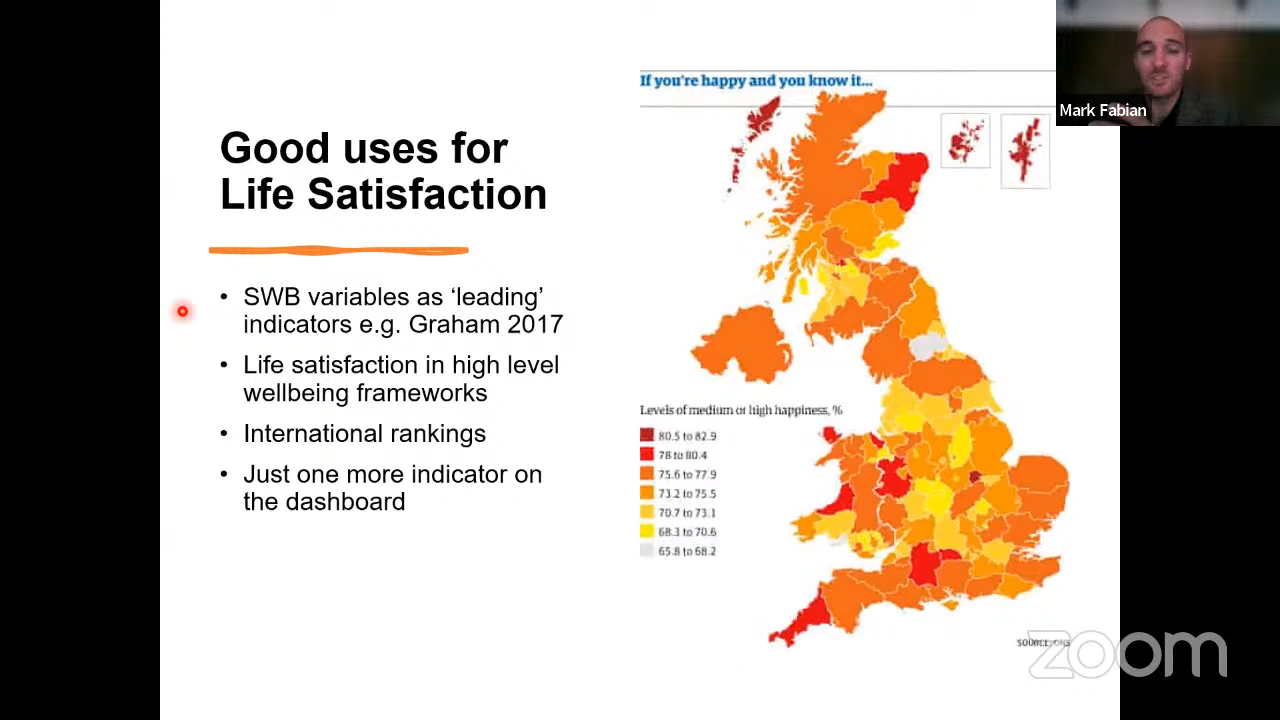 Good uses for
Life Satisfaction
• SWB variables as ‘leading’
indicators e.g. Graham 2017
• Life satisfaction in high level
wellbeing frameworks
• International rankings
• Just one more indicator on
the dashboard
If you're happy and you know it...
Levels of medium or high happiness, %
80.5 to 82.9
78 to 80.4
75.6 to 77.9
73.2 to 75.5
70.7 to 73.1
68.3 to 70.6
65.8 to 68.2
SOURCE: ONS
Mark Fabian
zoom